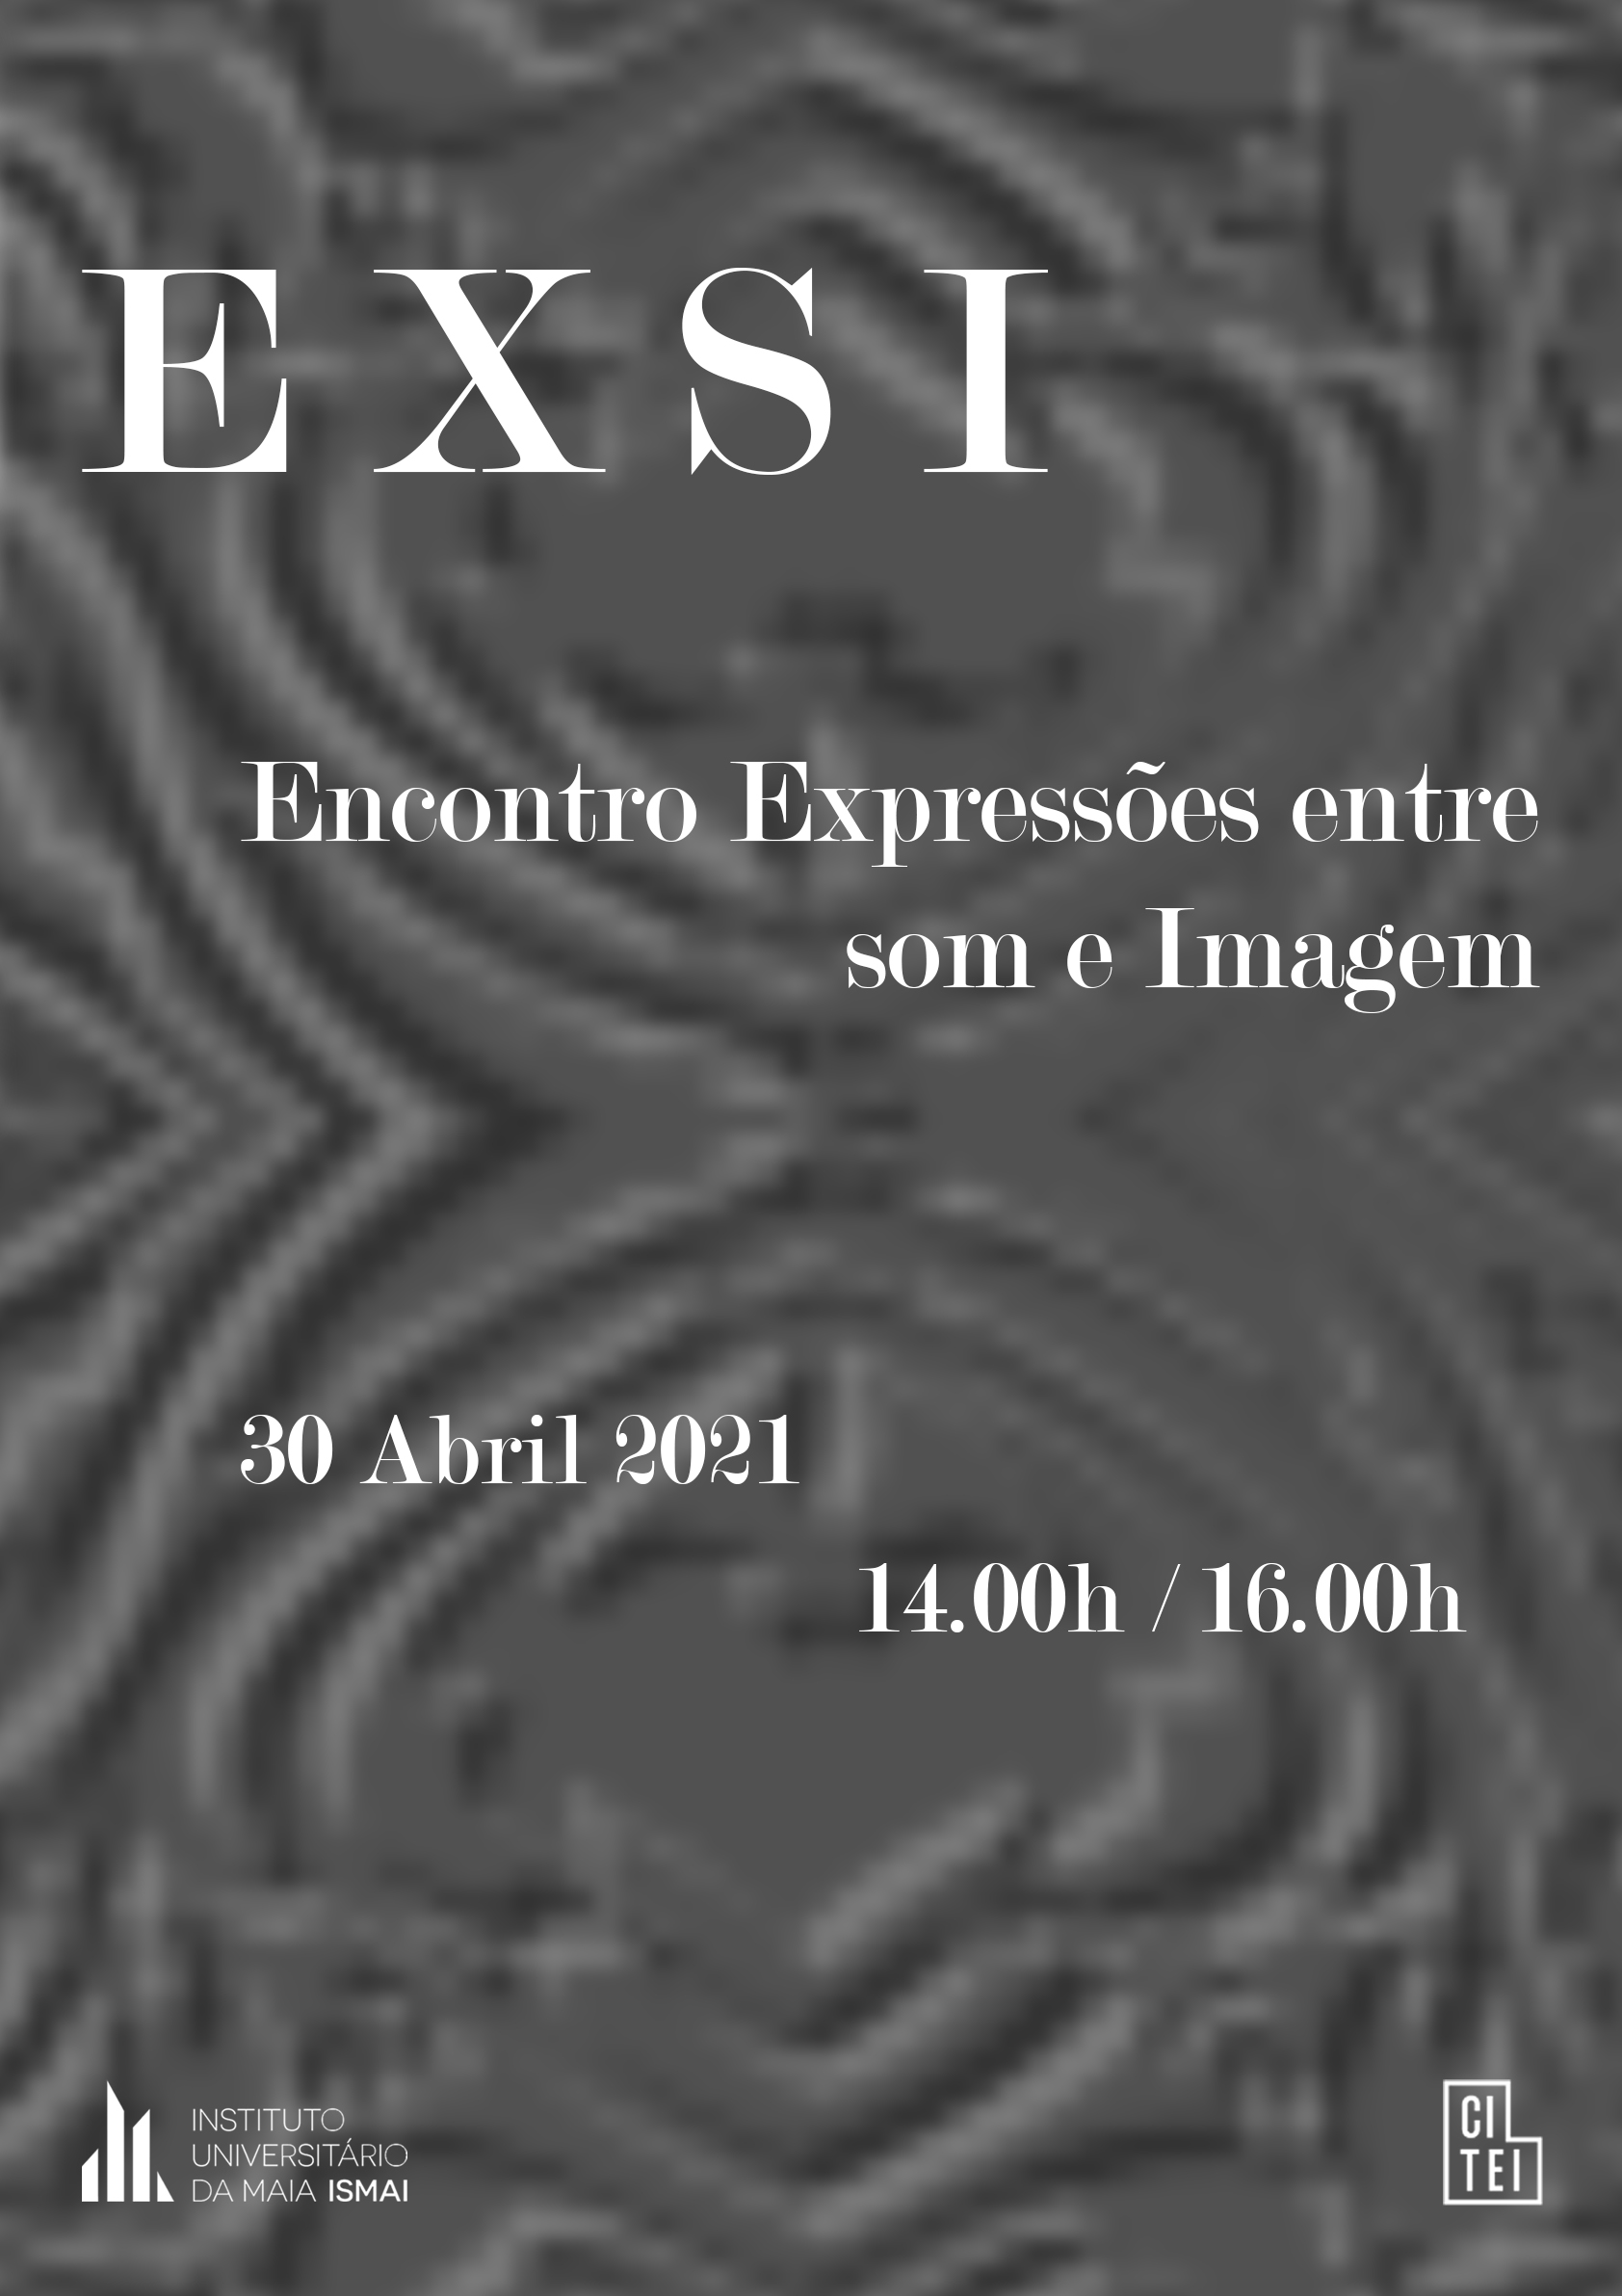 EXSI
Encontro Expressões entre
som e Imagem
30 Abril 2021
14.00h / 16.00h
INSTITUTO
UNIVERSITÁRIO
DA MAIA ISMAI
CI
TEI